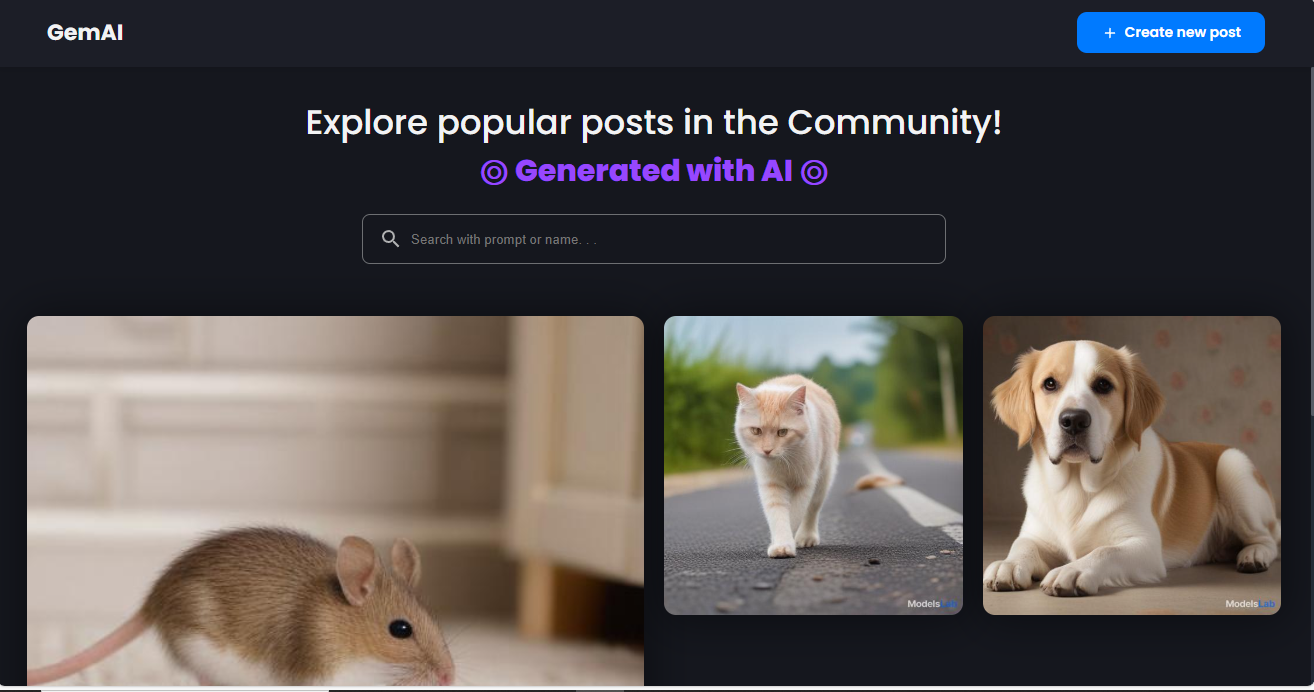 GemAI
+ Create new post
Explore popular posts in the Community!
◎ Generated with AI ◎
Search with prompt or name. . .
ModelsLab
ModelsLab